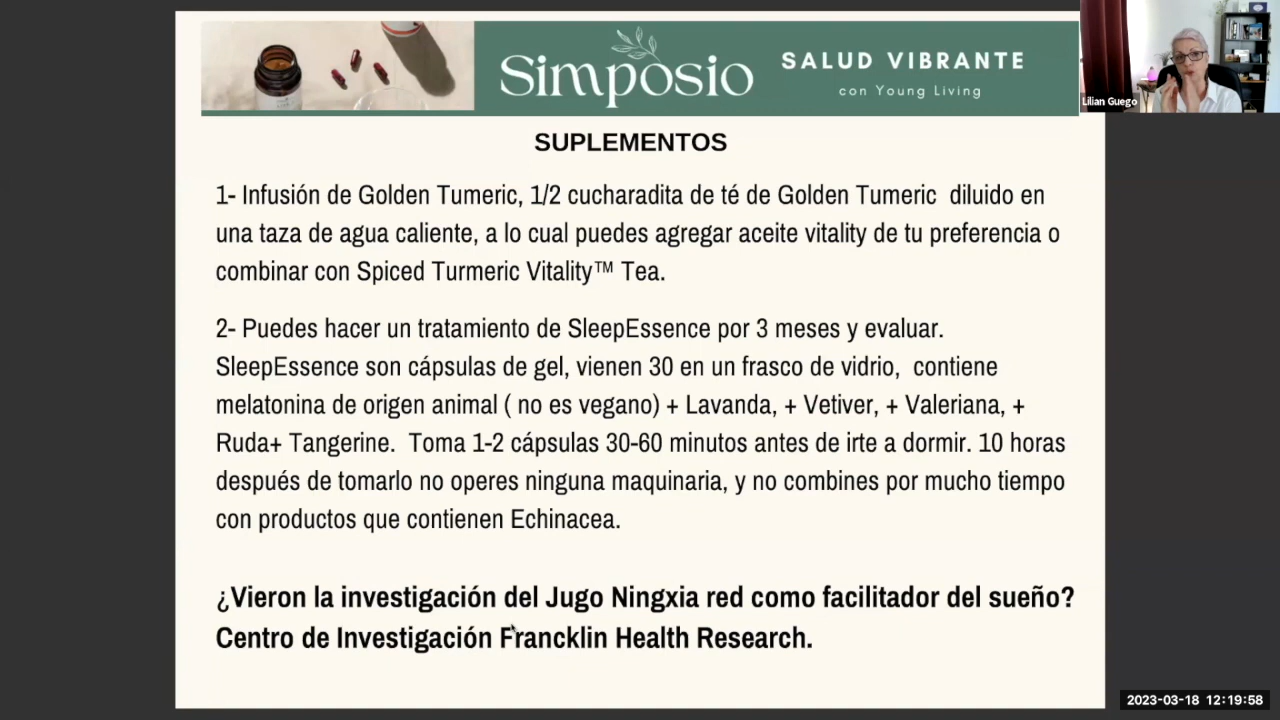 Simposio
SALUD VIBRANTE
con Young Living
Lilian Guego
SUPLEMENTOS
1- Infusión de Golden Tumeric, 1/2 cucharadita de té de Golden Tumeric diluido en
una taza de agua caliente, a lo cual puedes agregar aceite vitality de tu preferencia o
combinar con Spiced Turmeric Vitality™ Tea.
2- Puedes hacer un tratamiento de SleepEssence por 3 meses y evaluar.
SleepEssence son cápsulas de gel, vienen 30 en un frasco de vidrio, contiene
melatonina de origen animal ( no es vegano) + Lavanda, + Vetiver, + Valeriana, +
Ruda+ Tangerine. Toma 1-2 cápsulas 30-60 minutos antes de irte a dormir. 10 horas
después de tomarlo no operes ninguna maquinaria, y no combines por mucho tiempo
con productos que contienen Echinacea.
¿Vieron la investigación del Jugo Ningxia red como facilitador del sueño?
Centro de Investigación Francklin Health Research.
2023-03-18 12:19:58